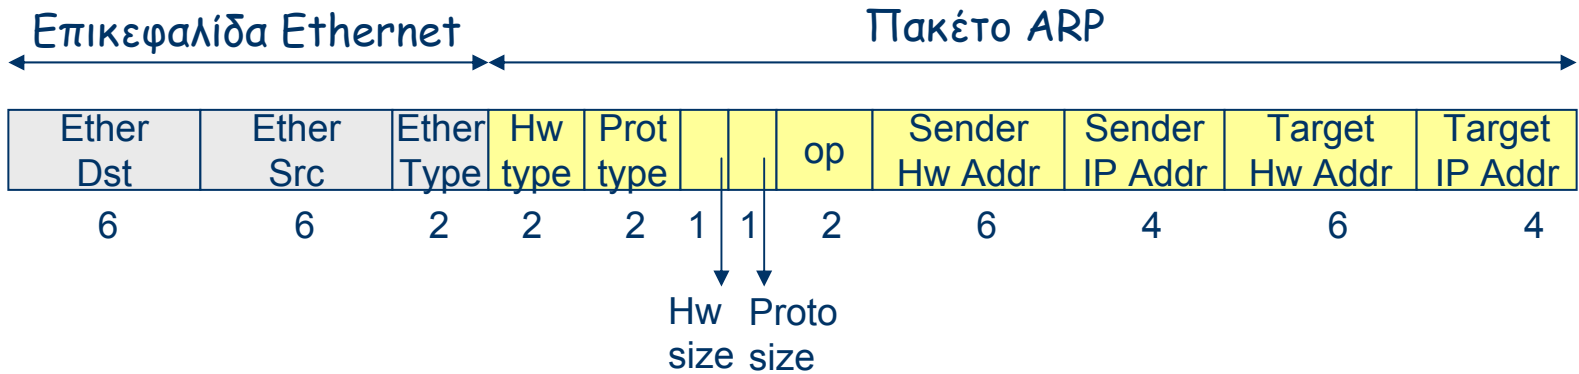 Επικεφαλίδα Ethernet
Πακέτο ARP
Ether Ether Ether Hw Prot op Sender Sender Target Target
Dst Src Type type type Hw Addr IP Addr Hw Addr IP Addr
6 6 2 2 2 1 1 2 6 4 6 4
Hw Proto
size size